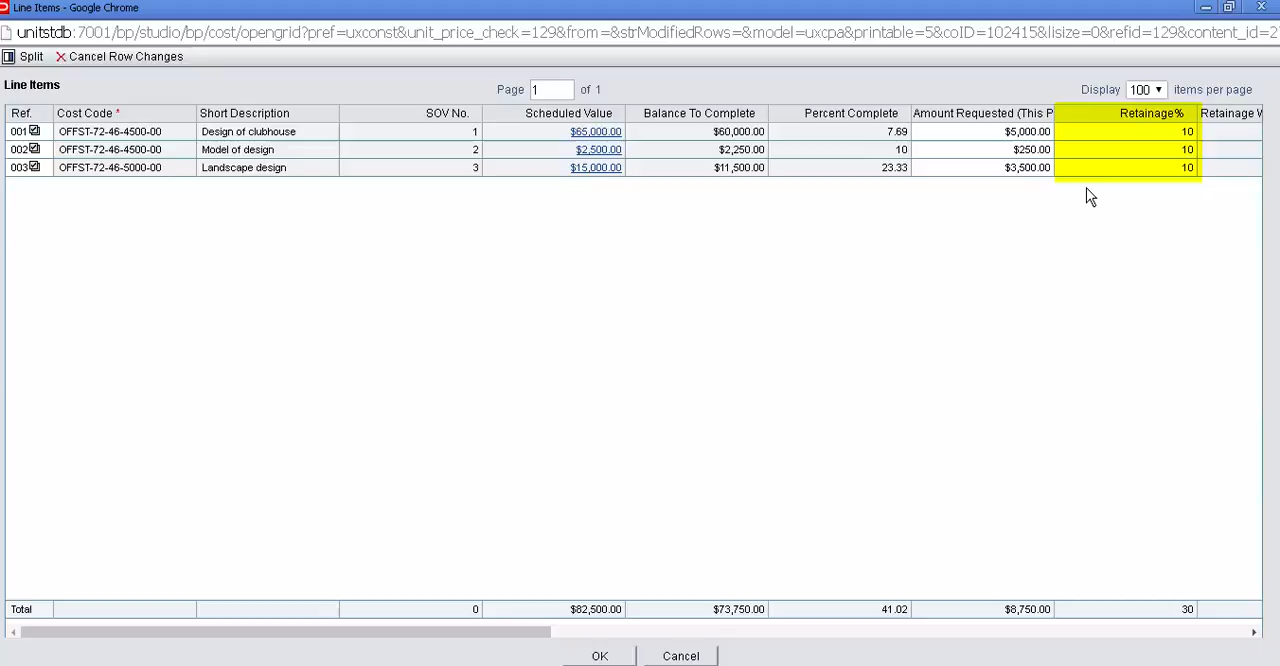 Line Items - Google Chrome
unitstdb:7001/bp/studio/bp/cost/opengrid?pref=uxconst&unit_price_check=129&from=&strModifiedRows=&model=uxcpa&printable=5&coID=102415&lisize=0&refid=129&content_id=2
Split Cancel Row Changes
Line Items Page 1 of 1 Display 100 items per page
Ref. Cost Code * Short Description SOV No. Scheduled Value Balance To Complete Percent Complete Amount Requested (This P Retainage% Retainage W
001 OFFST-72-46-4500-00 Design of clubhouse 1 $65,000.00 $60,000.00 7.69 $5,000.00 10
002 OFFST-72-46-4500-00 Model of design 2 $2,500.00 $2,250.00 10 $250.00 10
003 OFFST-72-46-5000-00 Landscape design 3 $15,000.00 $11,500.00 23.33 $3,500.00 10
Total 0 $82,500.00 $73,750.00 41.02 $8,750.00 30
OK Cancel